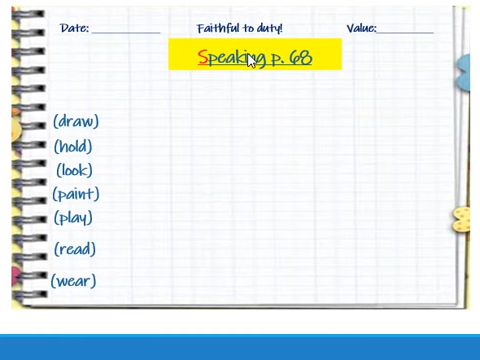 Date: ____________ Faithful to duty! Value:__________
Speaking p. 68
(draw)
(hold)
(look)
(paint)
(play)
(read)
(wear)